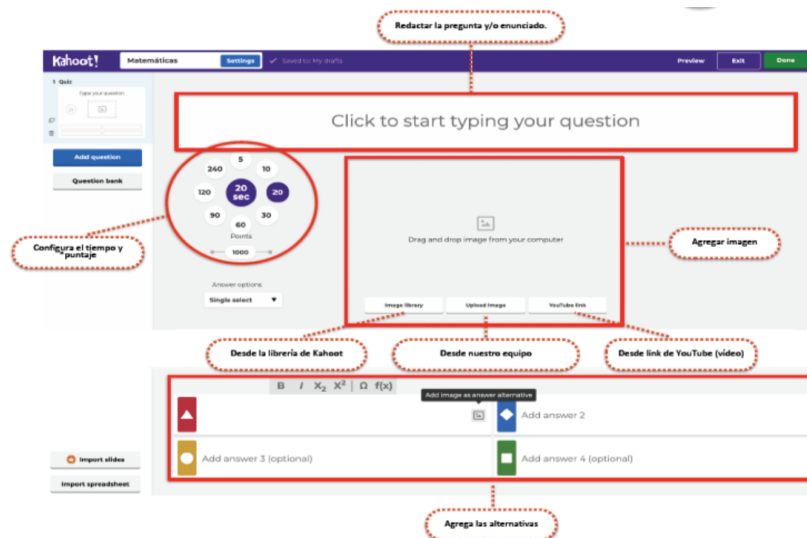 Redactar la pregunta y/o enunciado.
Kahoot!
Matemáticas
Settings
✓ Saved to: My drafts
Preview
Exit
Done
1 Quiz
Type your question
Add question
Question bank
Click to start typing your question
5
240
10
120
20 sec
20
90
30
60
Points
1000
Configura el tiempo y
puntaje
Answer options
Single select
Drag and drop image from your computer
Agregar imagen
Image library
Upload image
YouTube link
Desde la librería de Kahoot
Desde nuestro equipo
Desde link de YouTube (vídeo)
B I X₂ X² | Ω f(x)
Add image as answer alternative
Add answer 2
Add answer 3 (optional)
Add answer 4 (optional)
Import slides
Import spreadsheet
Agrega las alternativas